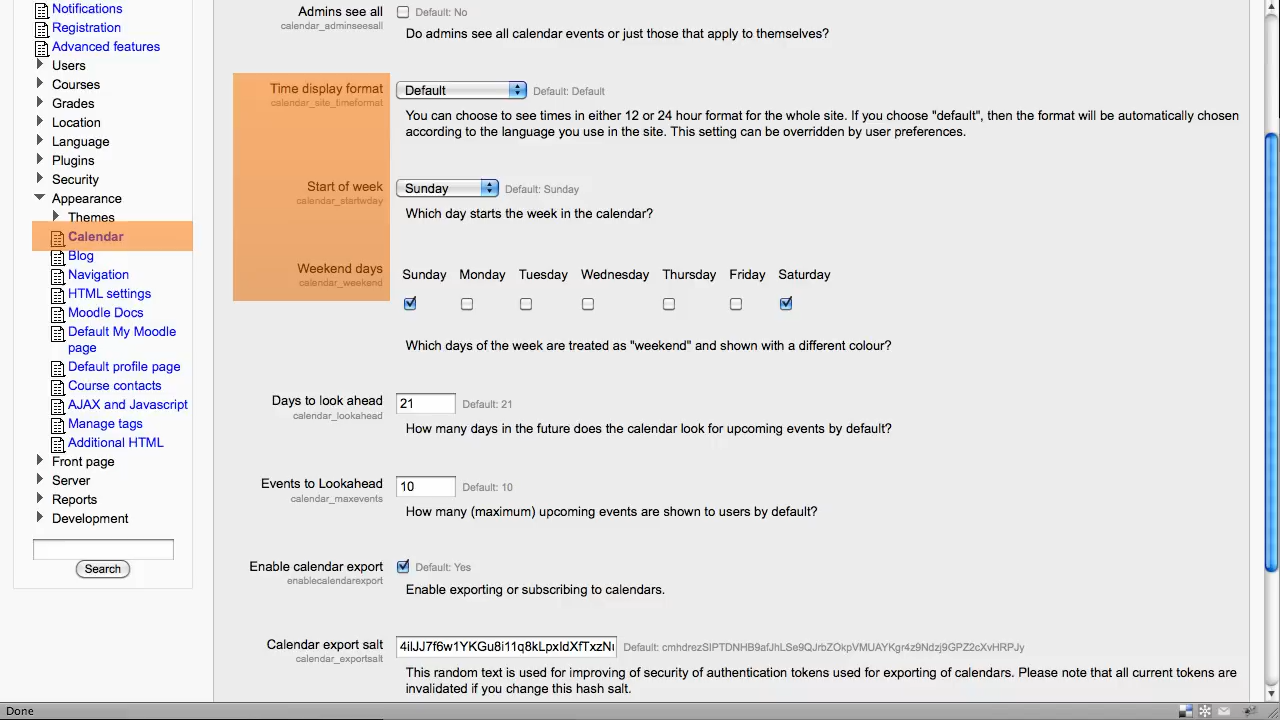 Notifications
Registration
Advanced features
Users
Courses
Grades
Location
Language
Plugins
Security
Appearance
Themes
Calendar
Blog
Navigation
HTML settings
Moodle Docs
Default My Moodle
page
Default profile page
Course contacts
AJAX and Javascript
Manage tags
Additional HTML
Front page
Server
Reports
Development
Search
Admins see all Default: No
calendar_adminseesall
Do admins see all calendar events or just those that apply to themselves?
Time display format Default Default: Default
calendar_site_timeformat
You can choose to see times in either 12 or 24 hour format for the whole site. If you choose "default", then the format will be automatically chosen
according to the language you use in the site. This setting can be overridden by user preferences.
Start of week Sunday Default: Sunday
calendar_startwday
Which day starts the week in the calendar?
Weekend days Sunday Monday Tuesday Wednesday Thursday Friday Saturday
calendar_weekend
Which days of the week are treated as "weekend" and shown with a different colour?
Days to look ahead 21 Default: 21
calendar_lookahead
How many days in the future does the calendar look for upcoming events by default?
Events to Lookahead 10 Default: 10
calendar_maxevents
How many (maximum) upcoming events are shown to users by default?
Enable calendar export Default: Yes
enablecalendarexport
Enable exporting or subscribing to calendars.
Calendar export salt Default:
calendar_exportsalt
This random text is used for improving of security of authentication tokens used for exporting of calendars. Please note that all current tokens are
invalidated if you change this hash salt.
Done